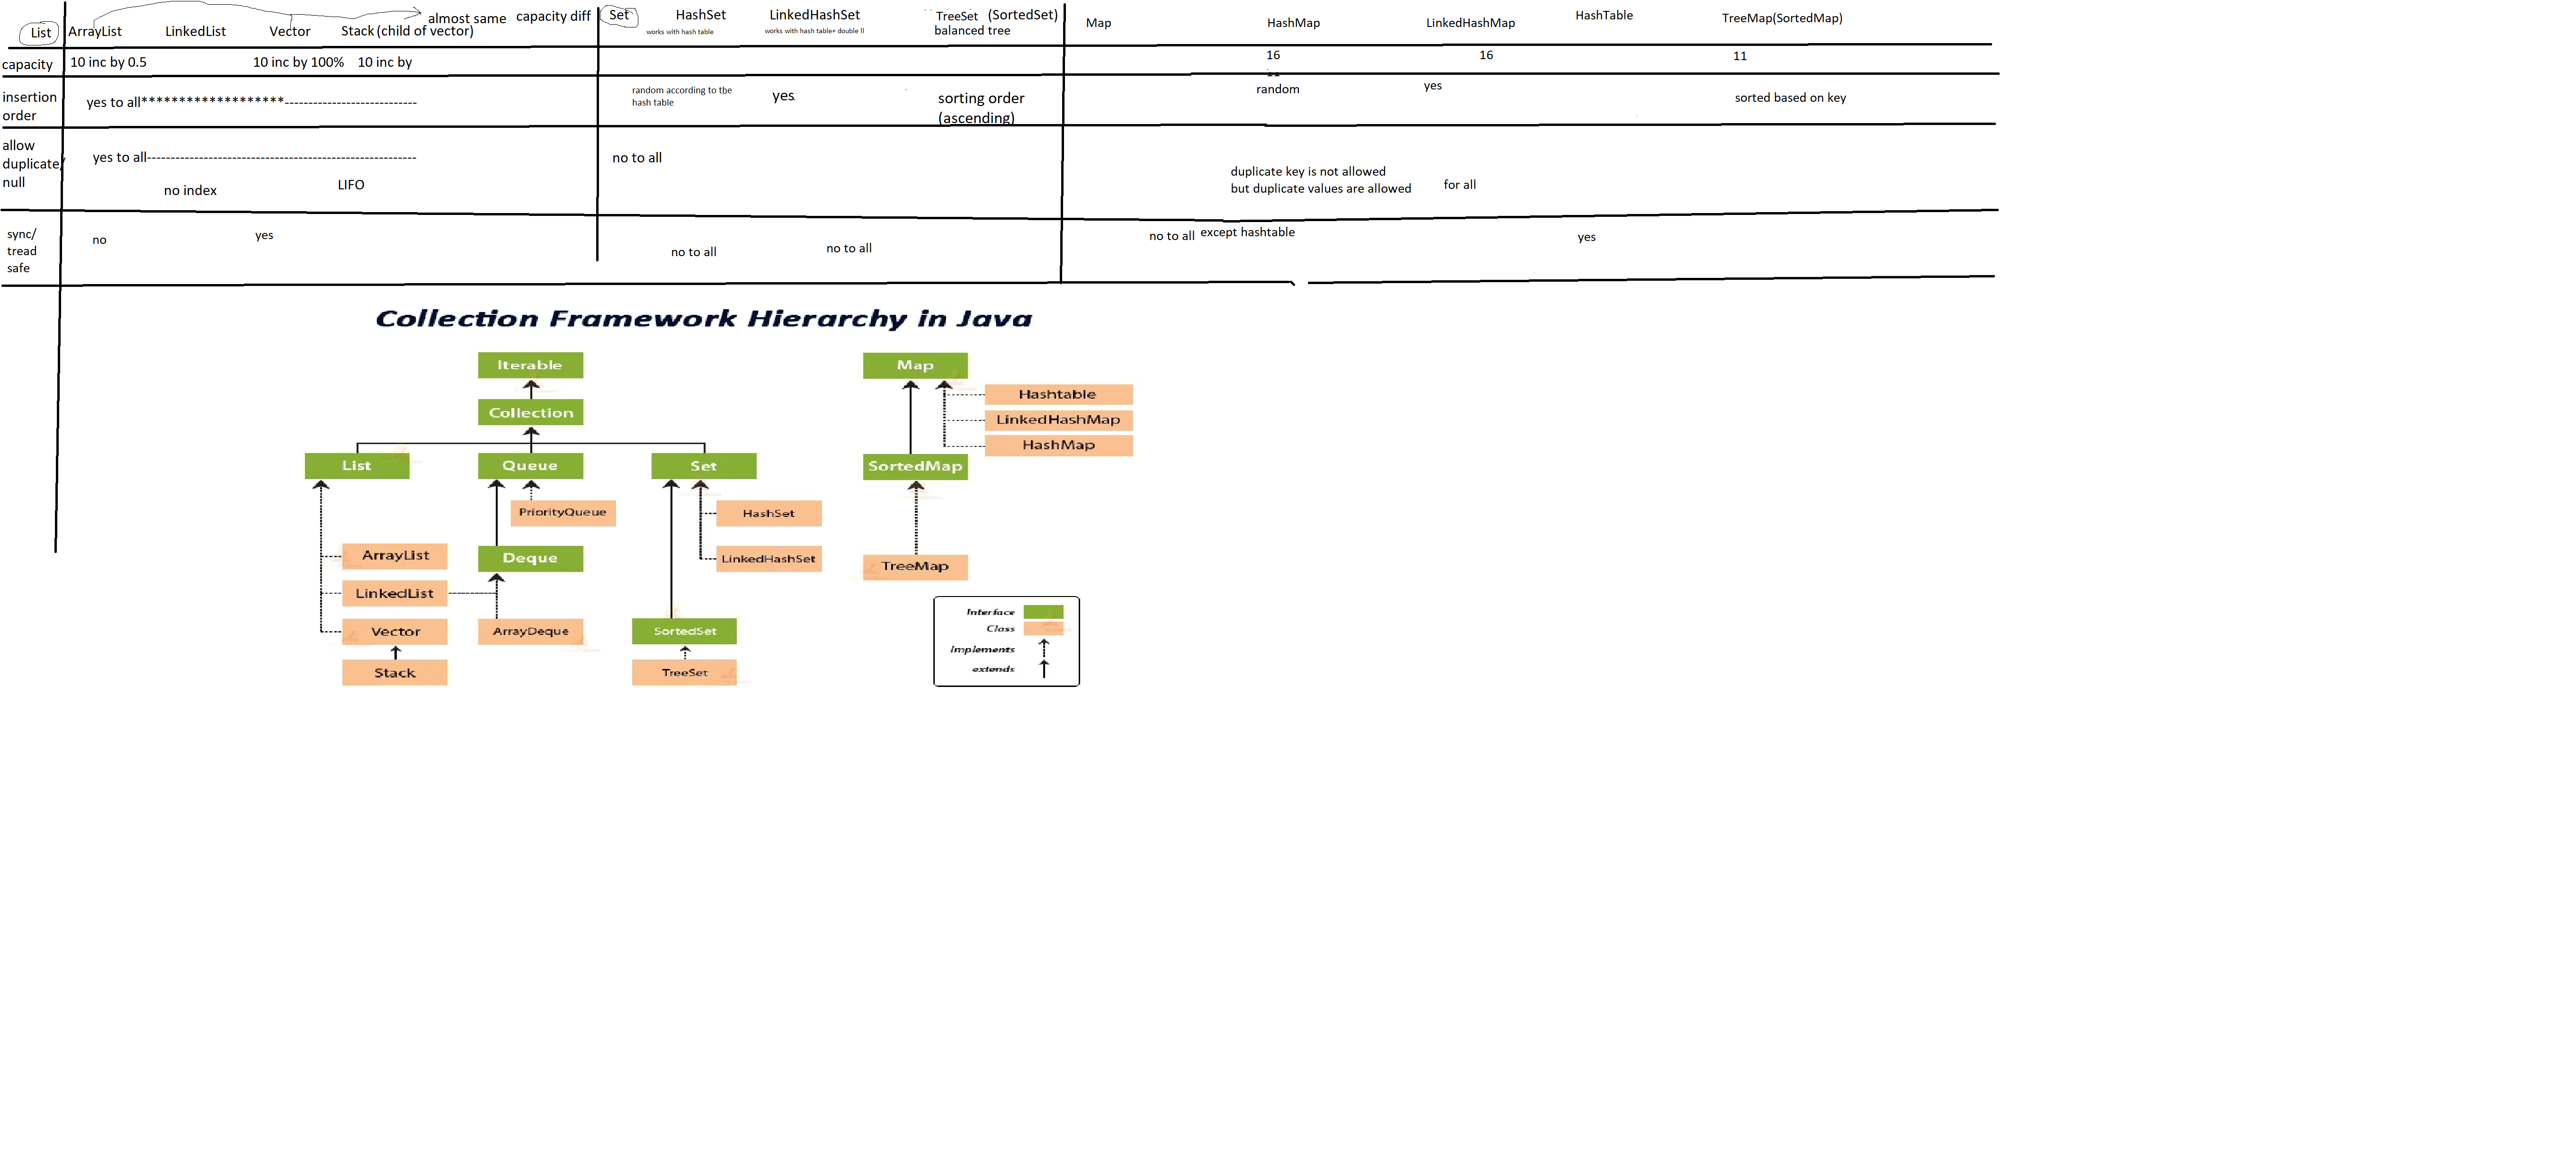 List
ArrayList
LinkedList
Vector
Stack (child of vector)
almost same
capacity diff
Set
HashSet
works with hash table
LinkedHashSet
works with hash table+ double ll
TreeSet (SortedSet)
balanced tree
Map
HashMap
LinkedHashMap
HashTable
TreeMap(SortedMap)
capacity
10 inc by 0.5
10 inc by 100%
10 inc by
16
16
11
insertion
order
yes to all*******************----------------------------
random according to the
hash table
yes
sorting order
(ascending)
random
yes
sorted based on key
allow
duplicate/
null
yes to all---------------------------------------------------------
no index
LIFO
no to all
duplicate key is not allowed
but duplicate values are allowed
for all
sync/
tread
safe
no
yes
no to all
no to all
no to all except hashtable
yes
Collection Framework Hierarchy in Java
Iterable
Collection
List
Queue
Set
PriorityQueue
HashSet
ArrayList
Deque
LinkedHashSet
LinkedList
Vector
ArrayDeque
SortedSet
Stack
TreeSet
Map
Hashtable
LinkedHashMap
HashMap
SortedMap
TreeMap
Interface
Class
Implements
extends